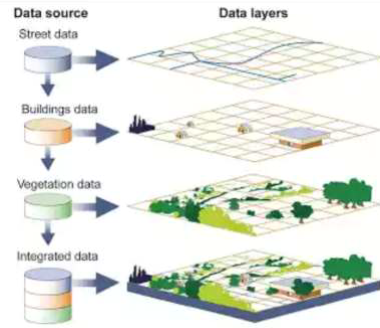 Data source
Data layers
Street data
Buildings data
Vegetation data
Integrated data